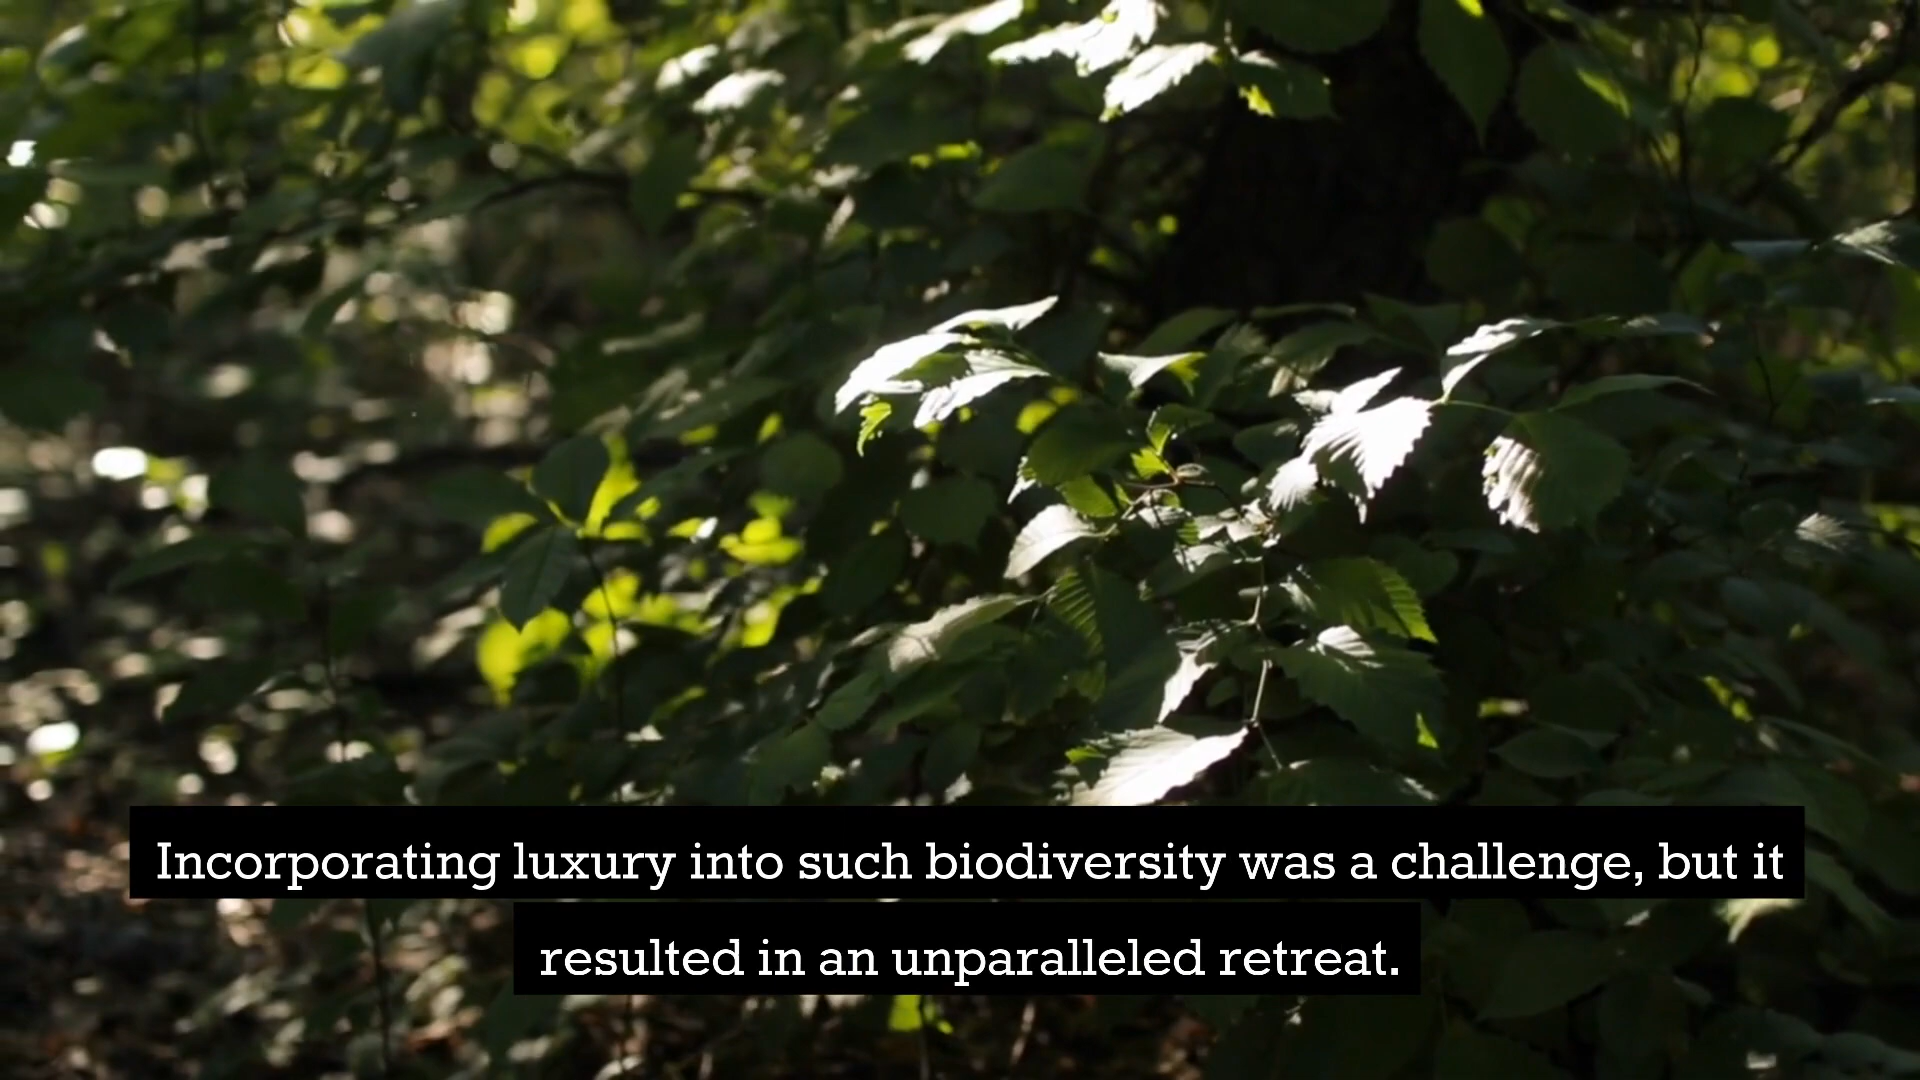 Incorporating luxury into such biodiversity was a challenge, but it
resulted in an unparalleled retreat.